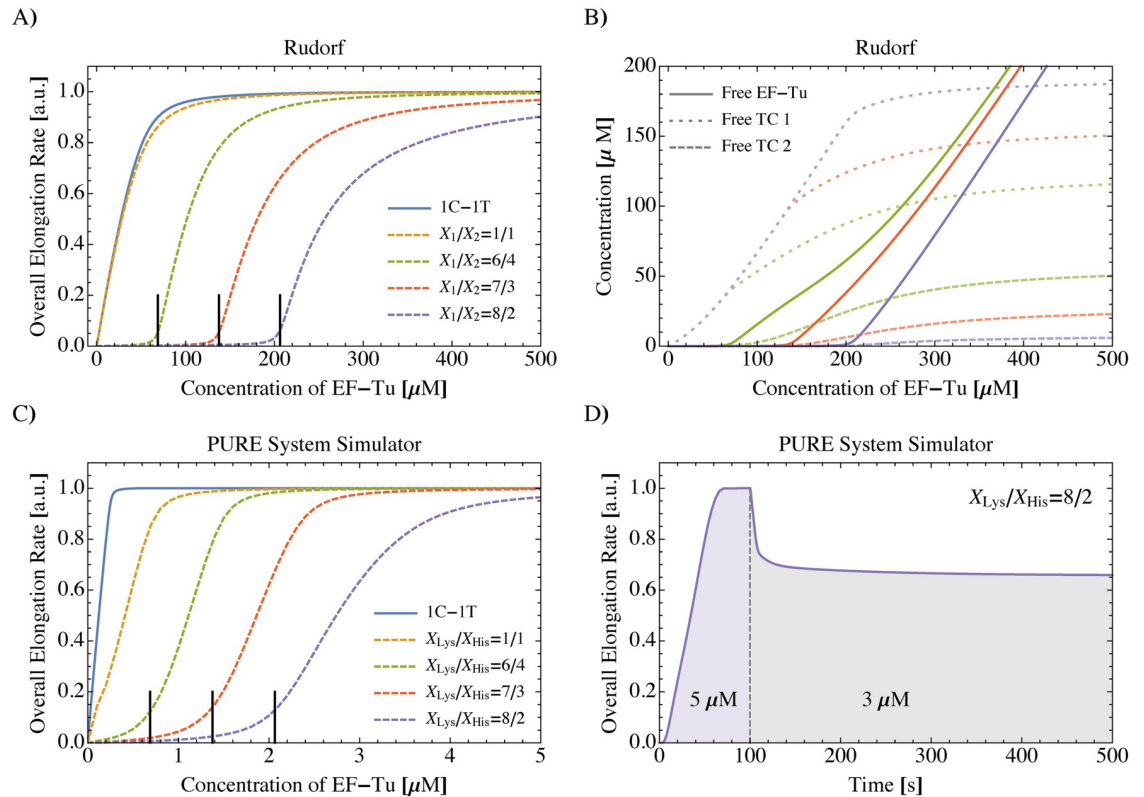 A)
Rudorf
Overall Elongation Rate [a.u.]
1.0
0.8
0.6
0.4
0.2
0.0
0 100 200 300 400 500
Concentration of EF−Tu [μM]
1C−1T
X1/X2=1/1
X1/X2=6/4
X1/X2=7/3
X1/X2=8/2
B)
Rudorf
Concentration [μ M]
200
150
100
50
0
0 100 200 300 400 500
Concentration of EF−Tu [μM]
Free EF−Tu
Free TC 1
Free TC 2
C)
PURE System Simulator
Overall Elongation Rate [a.u.]
1.0
0.8
0.6
0.4
0.2
0.0
0 1 2 3 4 5
Concentration of EF−Tu [μM]
1C−1T
XLys/XHis=1/1
XLys/XHis=6/4
XLys/XHis=7/3
XLys/XHis=8/2
D)
PURE System Simulator
Overall Elongation Rate [a.u.]
1.0
0.8
0.6
0.4
0.2
0.0
0 100 200 300 400 500
Time [s]
XLys/XHis=8/2
5 μM
3 μM